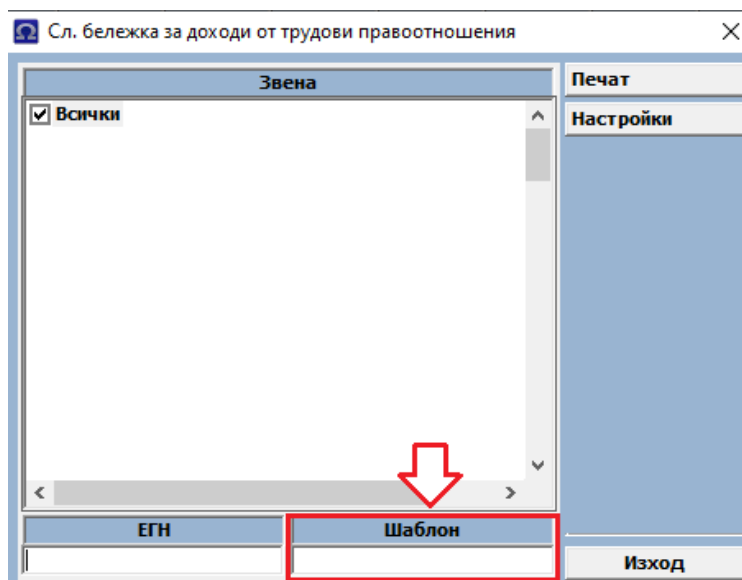 Сл. бележка за доходи от трудови правоотношения
Звена
Печат
Всички
Настройки
ЕГН
Шаблон
Изход